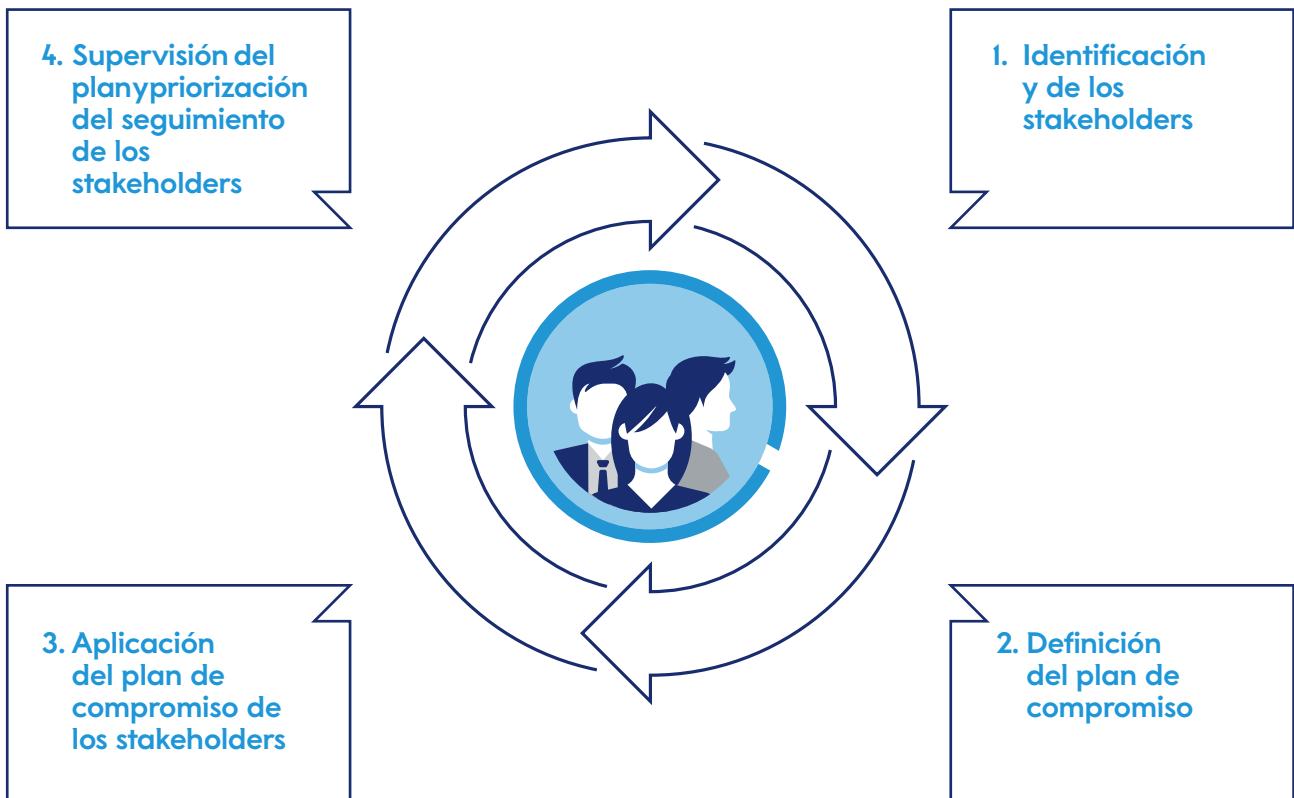 4. Supervisión del
planypriorización
del seguimiento
de los
stakeholders
1. Identificación
y de los
stakeholders
3. Aplicación
del plan de
compromiso de
los stakeholders
2. Definición
del plan de
compromiso